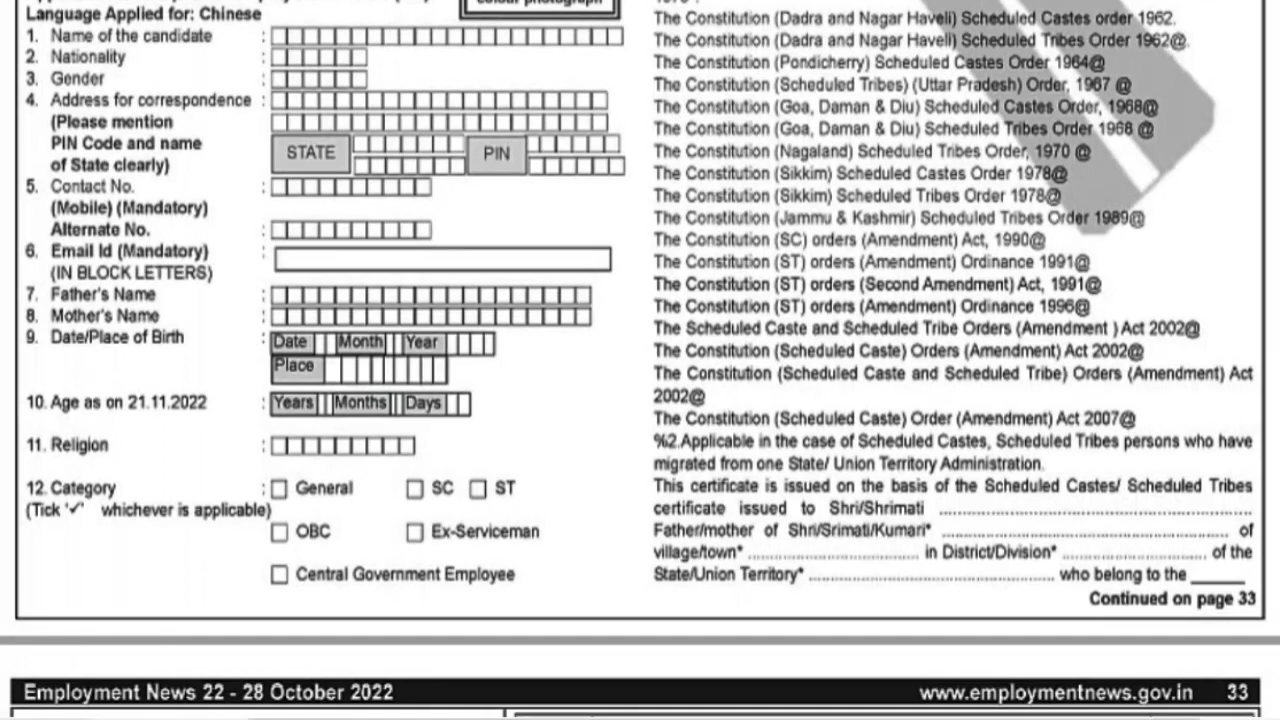 Language Applied for: Chinese
colour photograph
1. Name of the candidate :
2. Nationality :
3. Gender :
4. Address for correspondence :
(Please mention
PIN Code and name
of State clearly)
STATE PIN
5. Contact No. :
(Mobile) (Mandatory)
Alternate No. :
6. Email Id (Mandatory) :
(IN BLOCK LETTERS)
7. Father's Name :
8. Mother's Name :
9. Date/Place of Birth : Date Month Year
Place
10. Age as on 21.11.2022 : Years Months Days
11. Religion :
12. Category : General SC ST
(Tick '✓' whichever is applicable)
OBC Ex-Serviceman
Central Government Employee
The Constitution (Dadra and Nagar Haveli) Scheduled Castes order 1962.
The Constitution (Dadra and Nagar Haveli) Scheduled Tribes Order 1962@.
The Constitution (Pondicherry) Scheduled Castes Order 1964@
The Constitution (Scheduled Tribes) (Uttar Pradesh) Order, 1967 @
The Constitution (Goa, Daman & Diu) Scheduled Castes Order, 1968@
The Constitution (Goa, Daman & Diu) Scheduled Tribes Order 1968 @
The Constitution (Nagaland) Scheduled Tribes Order, 1970 @
The Constitution (Sikkim) Scheduled Castes Order 1978@
The Constitution (Sikkim) Scheduled Tribes Order 1978@
The Constitution (Jammu & Kashmir) Scheduled Tribes Order 1989@
The Constitution (SC) orders (Amendment) Act, 1990@
The Constitution (ST) orders (Amendment) Ordinance 1991@
The Constitution (ST) orders (Second Amendment) Act, 1991@
The Constitution (ST) orders (Amendment) Ordinance 1996@
The Scheduled Caste and Scheduled Tribe Orders (Amendment ) Act 2002@
The Constitution (Scheduled Caste) Orders (Amendment) Act 2002@
The Constitution (Scheduled Caste and Scheduled Tribe) Orders (Amendment) Act
2002@
The Constitution (Scheduled Caste) Order (Amendment) Act 2007@
%2.Applicable in the case of Scheduled Castes, Scheduled Tribes persons who have
migrated from one State/ Union Territory Administration.
This certificate is issued on the basis of the Scheduled Castes/ Scheduled Tribes
certificate issued to Shri/Shrimati ..............................
Father/mother of Shri/Srimati/Kumari* .............................. of
village/town* .............................. in District/Division* .............................. of the
State/Union Territory* .............................. who belong to the ______
Continued on page 33
Employment News 22 - 28 October 2022 www.employmentnews.gov.in 33